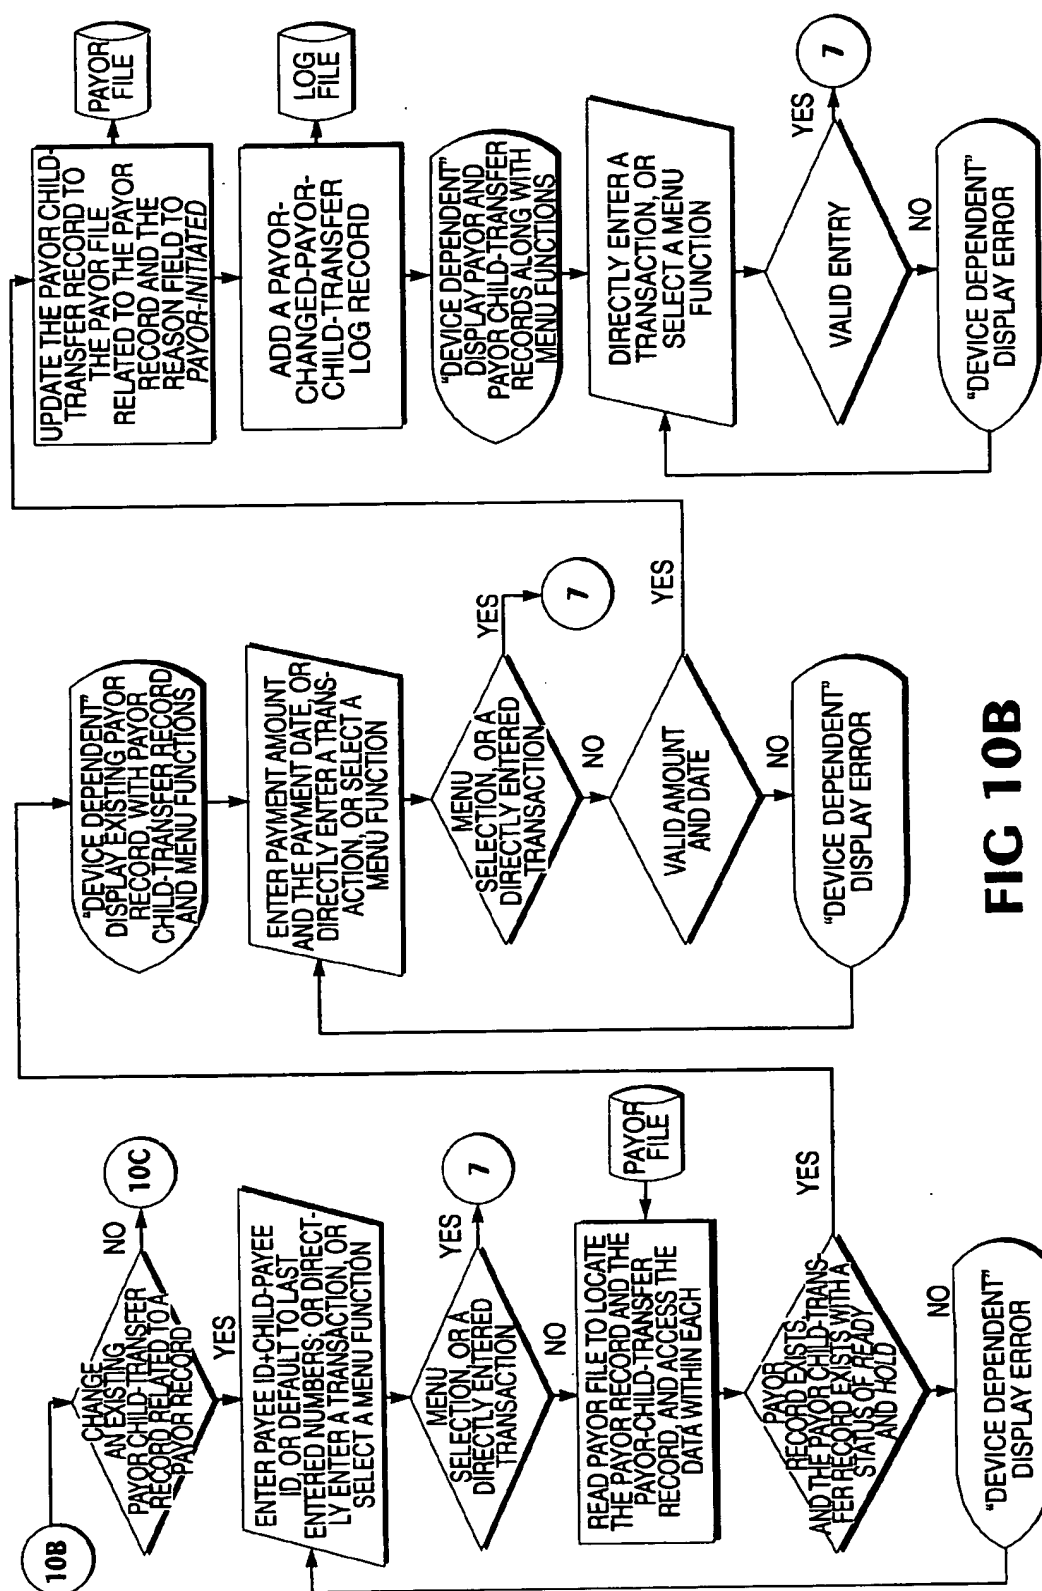 10B
CHANGE
AN EXISTING
PAYOR CHILD-TRANSFER
RECORD RELATED TO A
PAYOR RECORD
NO
10C
YES
ENTER PAYEE ID+CHILD-PAYEE
ID, OR DEFAULT TO LAST
ENTERED NUMBERS; OR DIRECT-
LY ENTER A TRANSACTION, OR
SELECT A MENU FUNCTION
MENU
SELECTION, OR A
DIRECTLY ENTERED
TRANSACTION
YES
7
NO
READ PAYOR FILE TO LOCATE
THE PAYOR RECORD AND THE
PAYOR-CHILD-TRANSFER
RECORD, AND ACCESS THE
DATA WITHIN EACH
PAYOR
FILE
PAYOR
RECORD EXISTS,
AND THE PAYOR CHILD-TRANS-
FER RECORD EXISTS WITH A
STATUS OF READY
AND HOLD
YES
NO
"DEVICE DEPENDENT"
DISPLAY ERROR
"DEVICE DEPENDENT"
DISPLAY EXISTING PAYOR
RECORD, WITH PAYOR
CHILD-TRANSFER RECORD
AND MENU FUNCTIONS
ENTER PAYMENT AMOUNT
AND THE PAYMENT DATE, OR
DIRECTLY ENTER A TRANS-
ACTION, OR SELECT A
MENU FUNCTION
MENU
SELECTION, OR A
DIRECTLY ENTERED
TRANSACTION
YES
7
NO
VALID AMOUNT
AND DATE
YES
NO
"DEVICE DEPENDENT"
DISPLAY ERROR
UPDATE THE PAYOR CHILD-
TRANSFER RECORD TO
THE PAYOR FILE
RELATED TO THE PAYOR
RECORD AND THE
REASON FIELD TO
PAYOR-INITIATED
PAYOR
FILE
ADD A PAYOR-
CHANGED-PAYOR-
CHILD-TRANSFER
LOG RECORD
LOG
FILE
"DEVICE DEPENDENT"
DISPLAY PAYOR AND
PAYOR CHILD-TRANSFER
RECORDS ALONG WITH
MENU FUNCTIONS
DIRECTLY ENTER A
TRANSACTION, OR
SELECT A MENU
FUNCTION
VALID ENTRY
YES
7
NO
"DEVICE DEPENDENT"
DISPLAY ERROR
FIG 10B